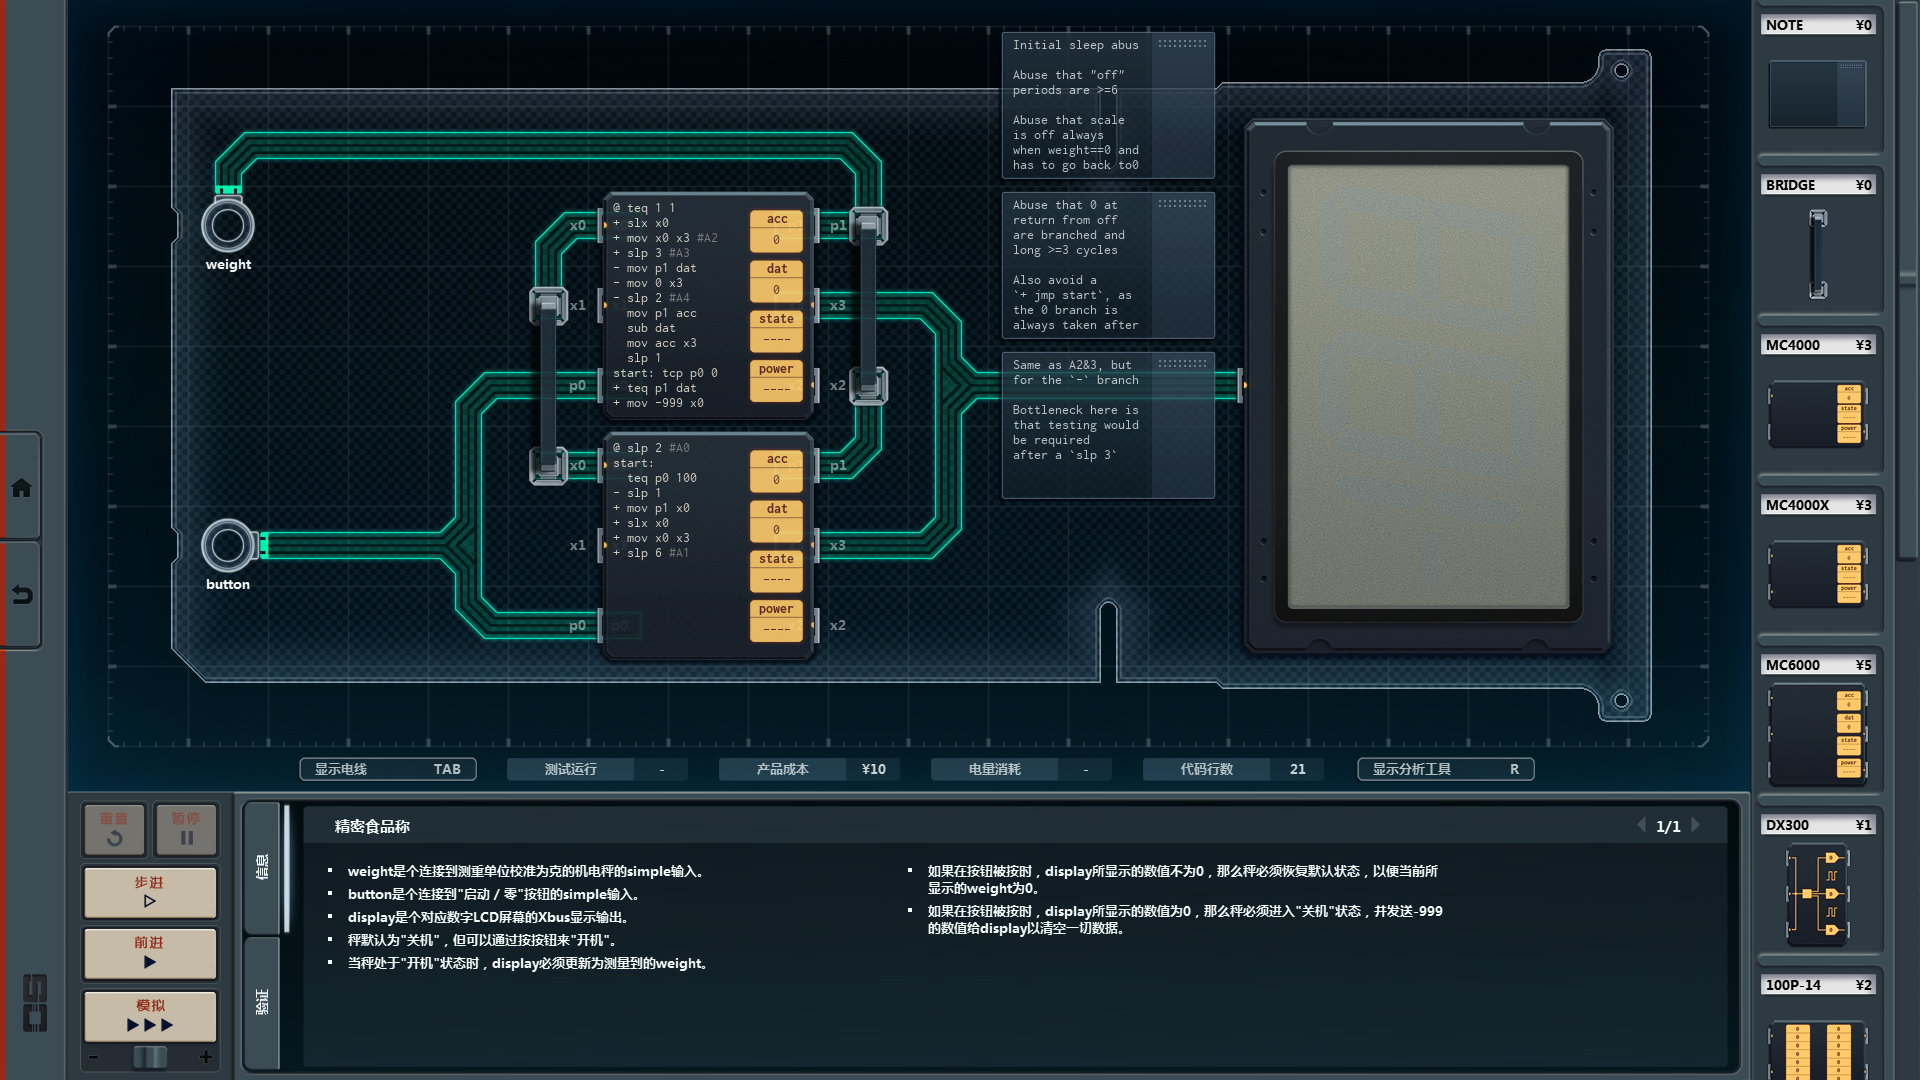 weight
button
x0
x1
p0
p1
x3
x2
@ teq 1 1
+ slx x0
+ mov x0 x3 #A2
+ slp 3 #A3
- mov p1 dat
- mov 0 x3
- slp 2 #A4
mov p1 acc
sub dat
mov acc x3
slp 1
start: tcp p0 0
+ teq p1 dat
+ mov -999 x0
acc
0
dat
0
state
----
power
----
x0
x1
p0
p1
x3
x2
@ slp 2 #A0
start:
teq p0 100
- slp 1
+ mov p1 x0
+ slx x0
+ mov x0 x3
+ slp 6 #A1
p0
acc
0
dat
0
state
----
power
----
Initial sleep abus
Abuse that "off"
periods are >=6
Abuse that scale
is off always
when weight==0 and
has to go back to0
Abuse that 0 at
return from off
are branched and
long >=3 cycles
Also avoid a
`+ jmp start`, as
the 0 branch is
always taken after
Same as A2&3, but
for the `-` branch
Bottleneck here is
that testing would
be required
after a `slp 3`
显示电线 TAB
测试运行 -
产品成本 ¥10
电量消耗 -
代码行数 21
显示分析工具 R
重置
暂停
步进
前进
模拟
- +
信息
验证
精密食品称
1/1
▪ weight是个连接到测重单位校准为克的机电秤的simple输入。
▪ button是个连接到"启动 / 零"按钮的simple输入。
▪ display是个对应数字LCD屏幕的Xbus显示输出。
▪ 秤默认为"关机"，但可以通过按按钮来"开机"。
▪ 当秤处于"开机"状态时，display必须更新为测量到的weight。
▪ 如果在按钮被按时，display所显示的数值不为0，那么秤必须恢复默认状态，以便当前所
显示的weight为0。
▪ 如果在按钮被按时，display所显示的数值为0，那么秤必须进入"关机"状态，并发送-999
的数值给display以清空一切数据。
NOTE ¥0
BRIDGE ¥0
MC4000 ¥3
acc
0
state
----
power
----
MC4000X ¥3
acc
0
state
----
power
----
MC6000 ¥5
acc
0
dat
0
state
----
power
----
DX300 ¥1
100P-14 ¥2